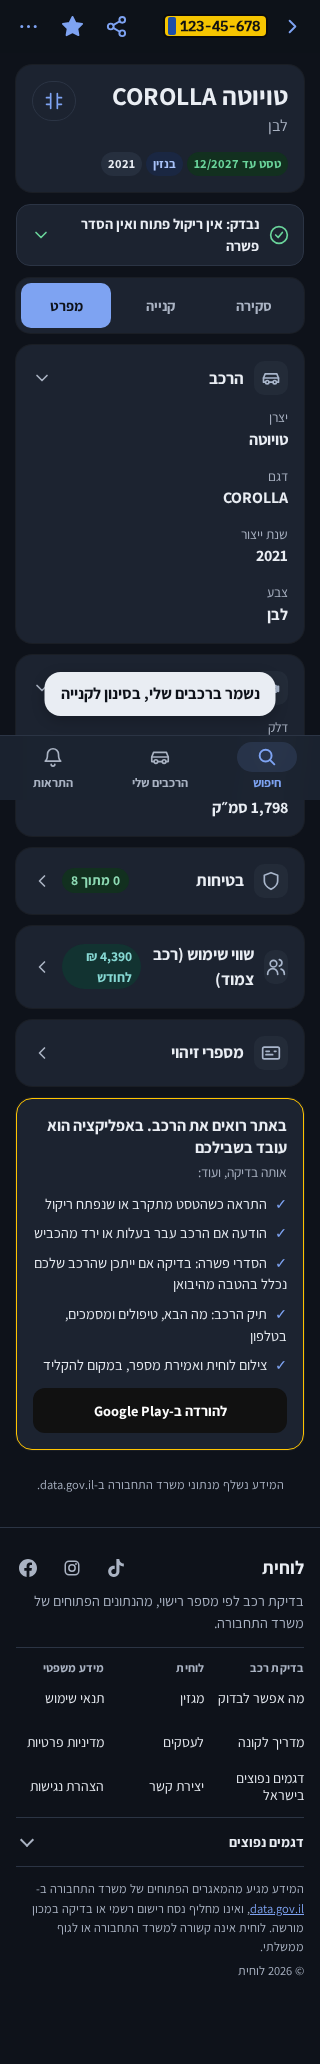 123-45-678
טויוטה COROLLA
לבן
טסט עד 12/2027
בנזין
2021
נבדק: אין ריקול פתוח ואין הסדר
פשרה
סקירה
קנייה
מפרט
הרכב
יצרן
טויוטה
דגם
COROLLA
שנת ייצור
2021
צבע
לבן
נשמר ברכבים שלי, בסינון לקנייה
דלק
חיפוש
הרכבים שלי
התראות
1,798 סמ״ק
בטיחות
0 מתוך 8
שווי שימוש (רכב
צמוד)
4,390 ₪
לחודש
מספרי זיהוי
באתר רואים את הרכב. באפליקציה הוא
עובד בשבילכם
אותה בדיקה, ועוד:
✓ התראה כשהטסט מתקרב או שנפתח ריקול
✓ הודעה אם הרכב עבר בעלות או ירד מהכביש
✓ הסדרי פשרה: בדיקה אם ייתכן שהרכב שלכם
נכלל בהטבה מהיבואן
✓ תיק הרכב: מה הבא, טיפולים ומסמכים,
בטלפון
✓ צילום לוחית ואמירת מספר, במקום להקליד
להורדה ב-Google Play
המידע נשלף מנתוני משרד התחבורה ב-data.gov.il.
לוחית
בדיקת רכב לפי מספר רישוי, מהנתונים הפתוחים של
משרד התחבורה.
בדיקת רכב
לוחית
מידע משפטי
מה אפשר לבדוק
מגזין
תנאי שימוש
מדריך לקונה
לעסקים
מדיניות פרטיות
דגמים נפוצים
בישראל
יצירת קשר
הצהרת נגישות
דגמים נפוצים
המידע מגיע מהמאגרים הפתוחים של משרד התחבורה ב-
data.gov.il, ואינו מחליף נסח רישום רשמי או בדיקה במכון
מורשה. לוחית אינה קשורה למשרד התחבורה או לגוף
ממשלתי.
© 2026 לוחית